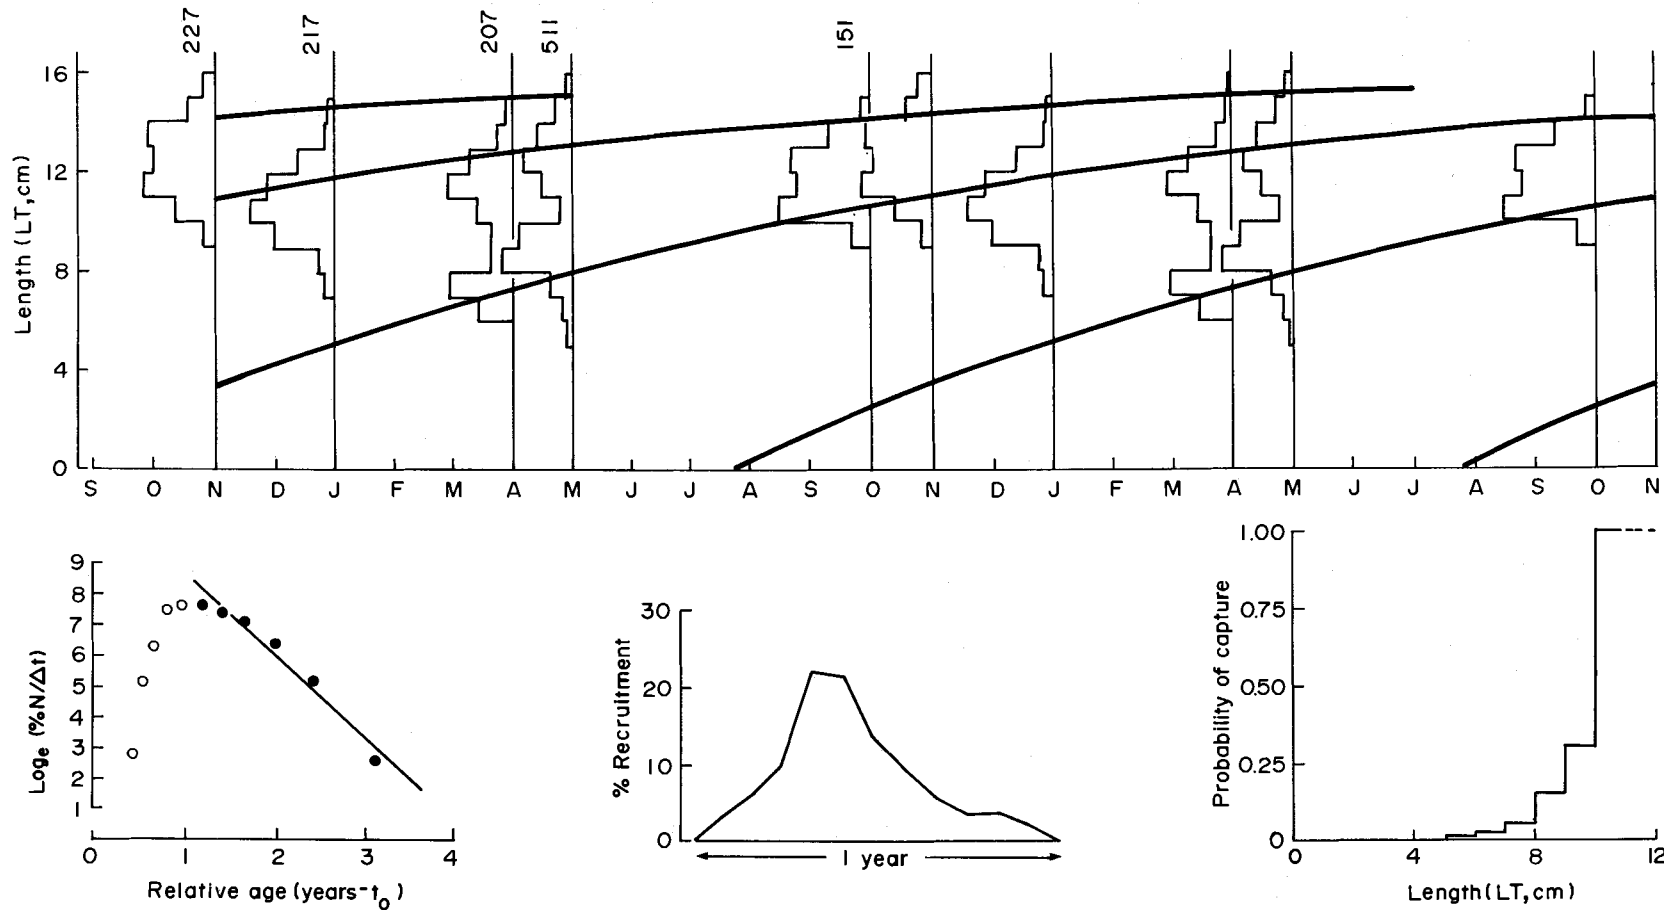 227 217 207 511 151
16
12
8
4
0
Length (LT, cm)
S O N D J F M A M J J A S O N D J F M A M J J A S O N
9
8
7
6
5
4
3
2
1
Logₑ (%N/Δt)
0 1 2 3 4
Relative age (years-t₀)
30
20
10
0
% Recruitment
1 year
1.00
0.75
0.50
0.25
0
Probability of capture
0 4 8 12
Length (LT, cm)